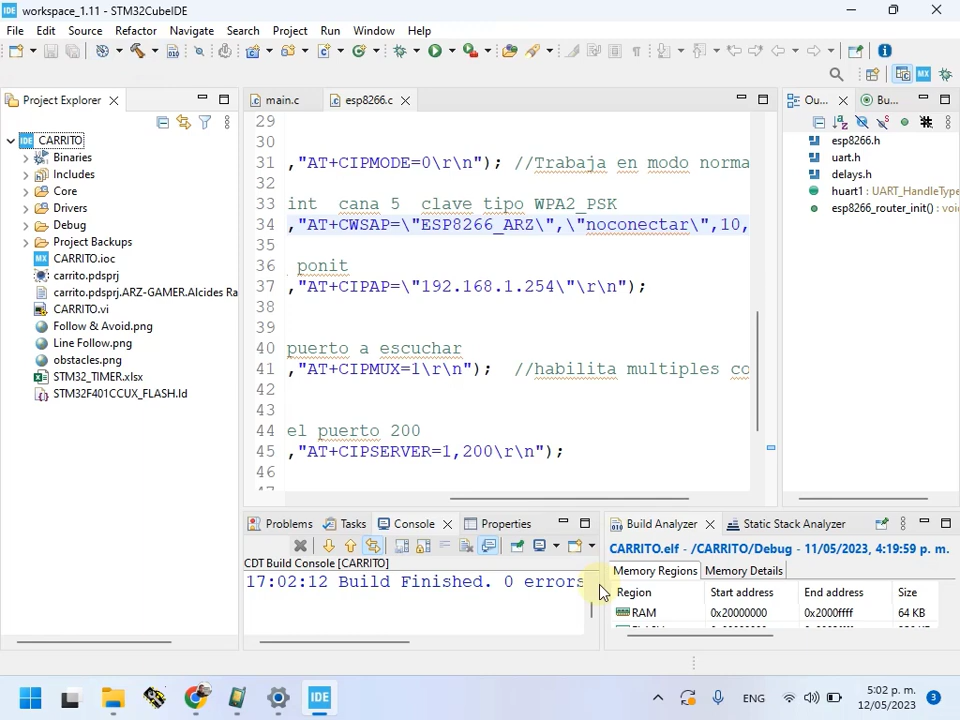 workspace_1.11 - STM32CubeIDE
File Edit Source Refactor Navigate Search Project Run Window Help
Project Explorer
CARRITO
Binaries
Includes
Core
Drivers
Debug
Project Backups
CARRITO.ioc
carrito.pdsprj
carrito.pdsprj.ARZ-GAMER.Alcides Ra
CARRITO.vi
Follow & Avoid.png
Line Follow.png
obstacles.png
STM32_TIMER.xlsx
STM32F401CCUX_FLASH.ld
main.c esp8266.c
29
30
31 ,"AT+CIPMODE=0\r\n"); //Trabaja en modo norma
32
33 int cana 5 clave tipo WPA2_PSK
34 ,"AT+CWSAP=\"ESP8266_ARZ\",\"noconectar\",10,
35
36 ponit
37 ,"AT+CIPAP=\"192.168.1.254\"\r\n");
38
39
40 puerto a escuchar
41 ,"AT+CIPMUX=1\r\n"); //habilita multiples co
42
43
44 el puerto 200
45 ,"AT+CIPSERVER=1,200\r\n");
46
47
Ou... Bu...
esp8266.h
uart.h
delays.h
huart1 : UART_HandleType
esp8266_router_init() : voi
Problems Tasks Console Properties
CDT Build Console [CARRITO]
17:02:12 Build Finished. 0 errors
Build Analyzer Static Stack Analyzer
CARRITO.elf - /CARRITO/Debug - 11/05/2023, 4:19:59 p. m.
Memory Regions Memory Details
Region Start address End address Size
RAM 0x20000000 0x2000ffff 64 KB
IDE
ENG
5:02 p. m.
12/05/2023
3